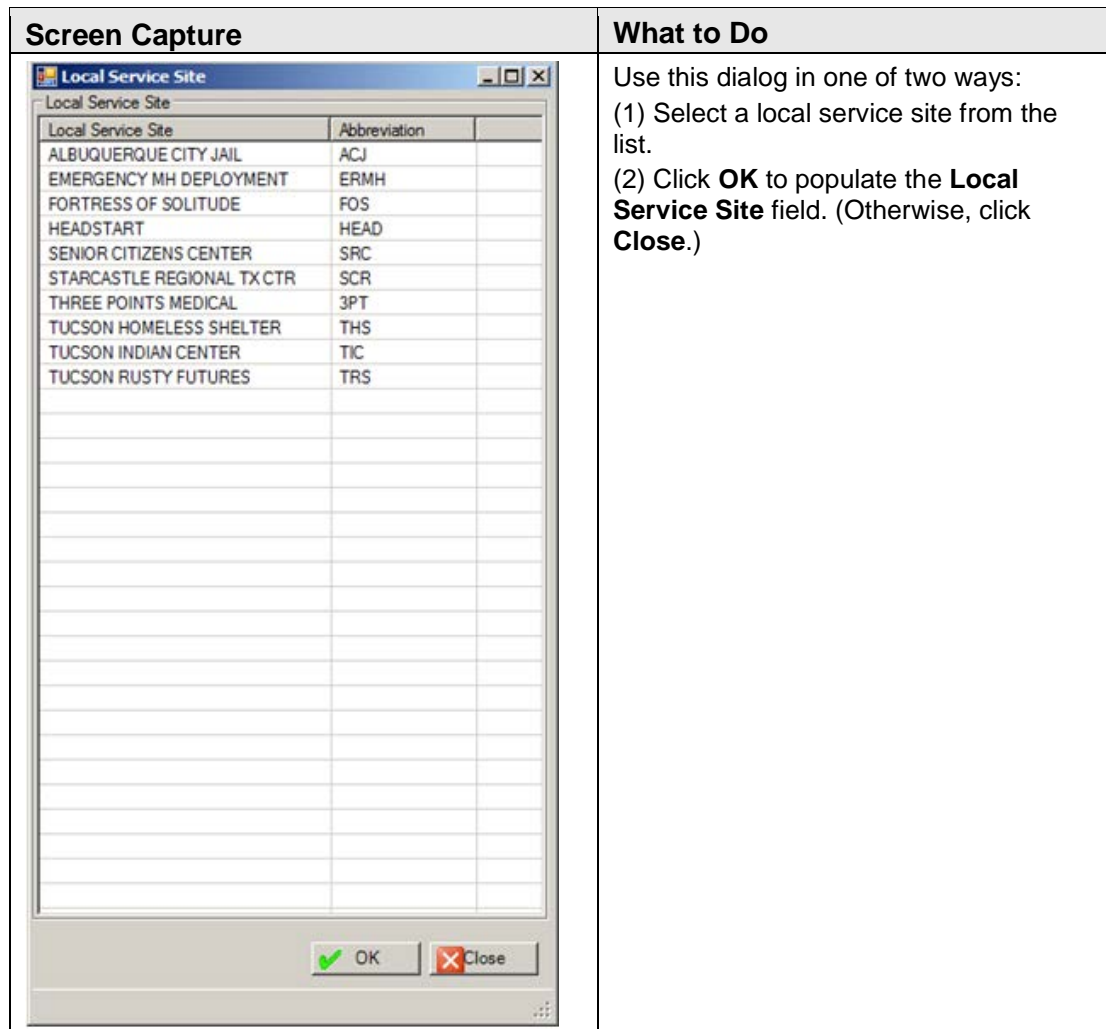 Screen Capture
What to Do
Local Service Site
Local Service Site
Local Service Site Abbreviation
ALBUQUERQUE CITY JAIL ACJ
EMERGENCY MH DEPLOYMENT ERMH
FORTRESS OF SOLITUDE FOS
HEADSTART HEAD
SENIOR CITIZENS CENTER SRC
STARCASTLE REGIONAL TX CTR SCR
THREE POINTS MEDICAL 3PT
TUCSON HOMELESS SHELTER THS
TUCSON INDIAN CENTER TIC
TUCSON RUSTY FUTURES TRS
OK Close
Use this dialog in one of two ways:
(1) Select a local service site from the
list.
(2) Click OK to populate the Local
Service Site field. (Otherwise, click
Close.)